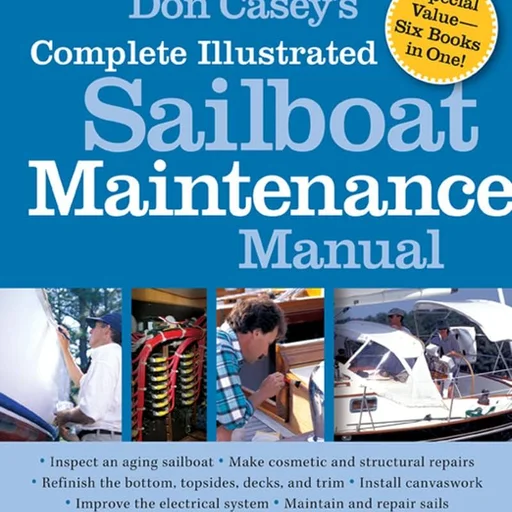 Don Casey's
Complete Illustrated
Sailboat
Maintenance
Manual
Special
Value—
Six Books
in One!
• Inspect an aging sailboat • Make cosmetic and structural repairs
• Refinish the bottom, topsides, decks, and trim • Install canvaswork
• Improve the electrical system • Maintain and repair sails